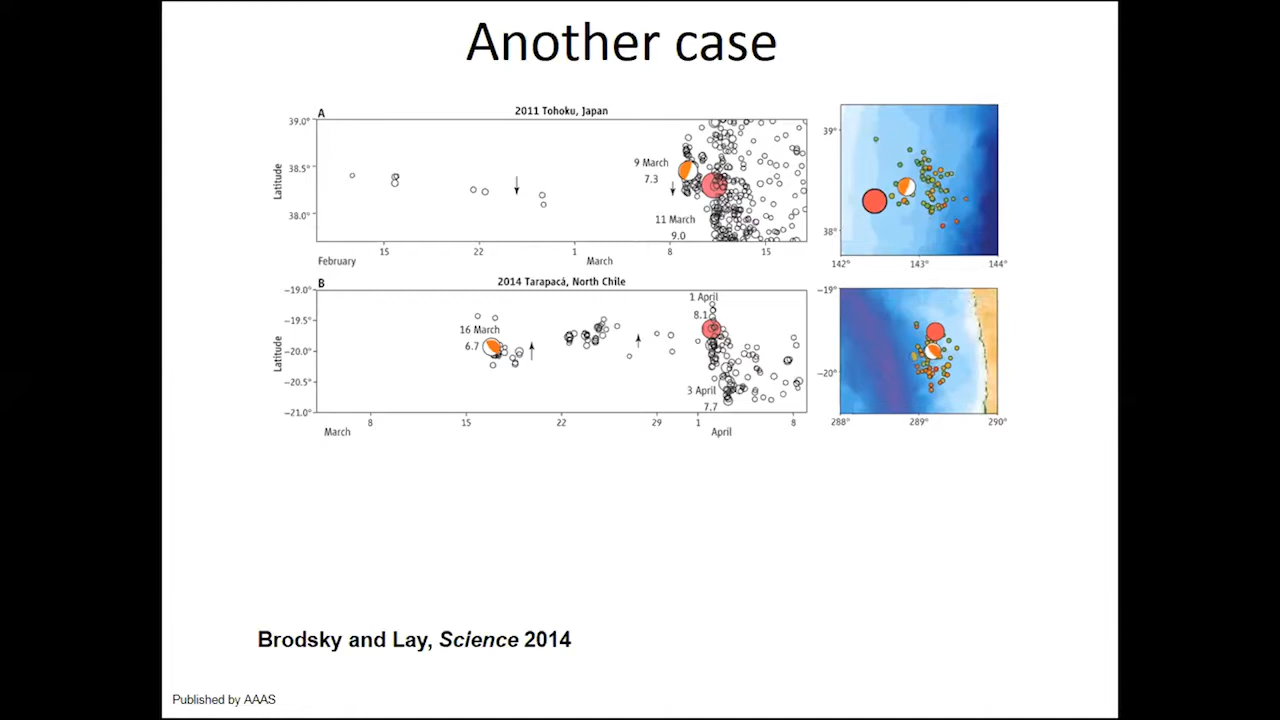 Another case
A
2011 Tohoku, Japan
39.0°
38.5°
38.0°
Latitude
9 March
7.3
11 March
9.0
15
22
1
8
15
February
March
39°
38°
142°
143°
144°
B
2014 Tarapacá, North Chile
−19.0°
−19.5°
−20.0°
−20.5°
−21.0°
Latitude
16 March
6.7
1 April
8.1
3 April
7.7
8
15
22
29
1
8
March
April
−19°
−20°
288°
289°
290°
Brodsky and Lay, Science 2014
Published by AAAS